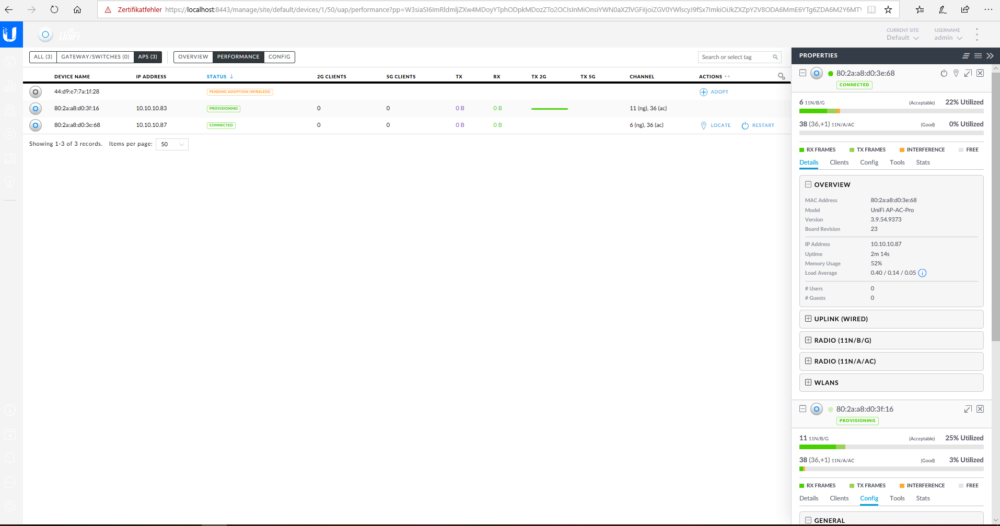 Zertifikatfehler https://localhost:8443/manage/site/default/devices/1/50/uap/performance?pp=
UniFi
CURRENT SITE
Default
USERNAME
admin
ALL (3) GATEWAY/SWITCHES (0) APS (3) OVERVIEW PERFORMANCE CONFIG Search or select tag
DEVICE NAME IP ADDRESS STATUS 2G CLIENTS 5G CLIENTS TX RX TX 2G TX 5G CHANNEL ACTIONS
44:d9:e7:7a:1f:28 PENDING ADOPTION (WIRELESS) ADOPT
80:2a:a8:d0:3f:16 10.10.10.83 PROVISIONING 0 0 0 B 0 B 11 (ng), 36 (ac)
80:2a:a8:d0:3e:68 10.10.10.87 CONNECTED 0 0 0 B 0 B 6 (ng), 36 (ac) LOCATE RESTART
Showing 1-3 of 3 records. Items per page: 50
PROPERTIES
80:2a:a8:d0:3e:68
CONNECTED
6 11N/B/G (Acceptable) 22% Utilized
38 (36,+1) 11N/A/AC (Good) 0% Utilized
RX FRAMES TX FRAMES INTERFERENCE FREE
Details Clients Config Tools Stats
OVERVIEW
MAC Address 80:2a:a8:d0:3e:68
Model UniFi AP-AC-Pro
Version 3.9.54.9373
Board Revision 23
IP Address 10.10.10.87
Uptime 2m 14s
Memory Usage 52%
Load Average 0.40 / 0.14 / 0.05
# Users 0
# Guests 0
UPLINK (WIRED)
RADIO (11N/B/G)
RADIO (11N/A/AC)
WLANS
80:2a:a8:d0:3f:16
PROVISIONING
11 11N/B/G (Acceptable) 25% Utilized
38 (36,+1) 11N/A/AC (Good) 3% Utilized
RX FRAMES TX FRAMES INTERFERENCE FREE
Details Clients Config Tools Stats
GENERAL